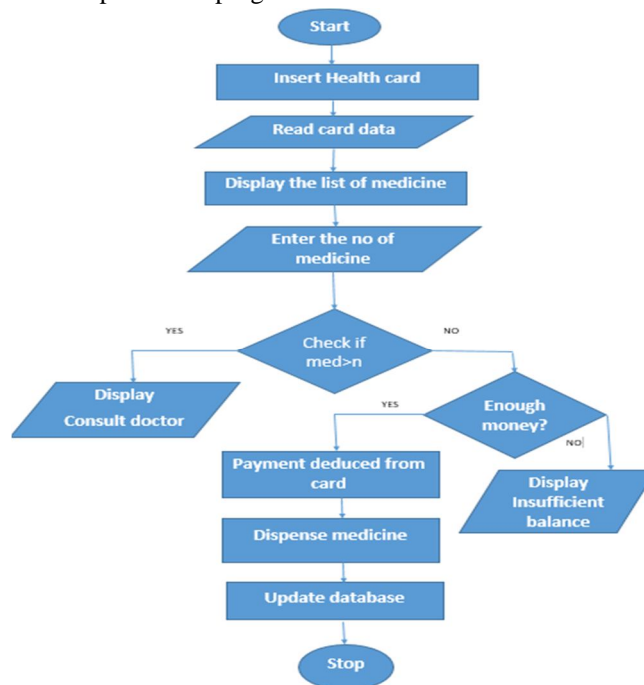 Start
Insert Health card
Read card data
Display the list of medicine
Enter the no of
medicine
YES
NO
Check if
med>n
Display
Consult doctor
YES
Enough
money?
NO
Payment deduced from
card
Display
Insufficient
balance
Dispense medicine
Update database
Stop